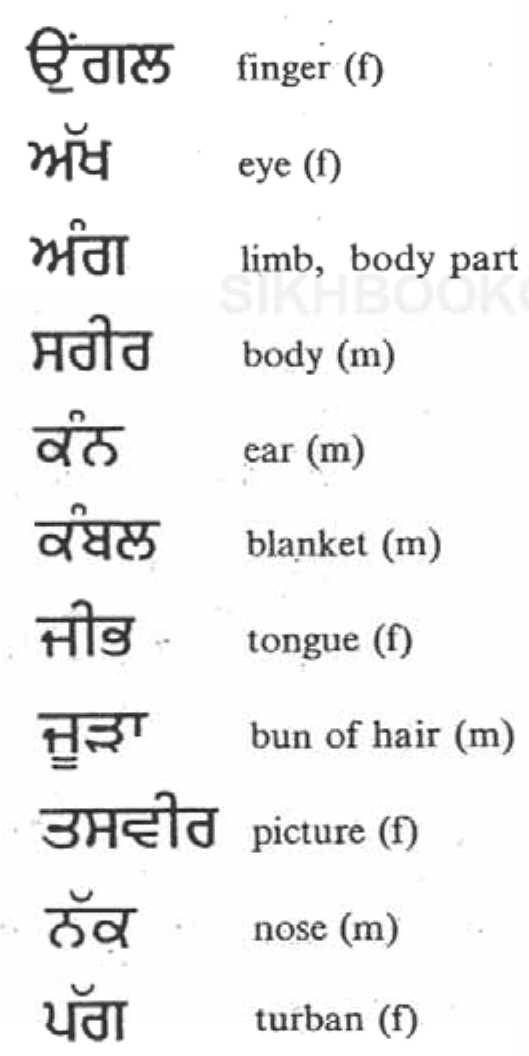 ਉਂਗਲ finger (f)
ਅੱਖ eye (f)
ਅੰਗ limb, body part
ਸਰੀਰ body (m)
ਕੰਨ ear (m)
ਕੰਬਲ blanket (m)
ਜੀਭ tongue (f)
ਜੂੜਾ bun of hair (m)
ਤਸਵੀਰ picture (f)
ਨੱਕ nose (m)
ਪੱਗ turban (f)